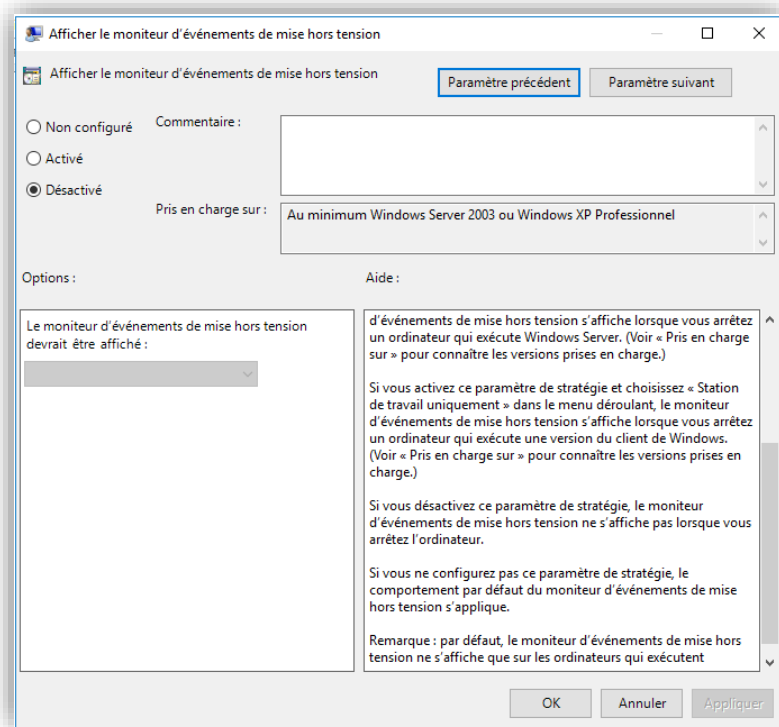 Afficher le moniteur d'événements de mise hors tension
Afficher le moniteur d'événements de mise hors tension
Paramètre précédent
Paramètre suivant
Non configuré
Commentaire :
Activé
Désactivé
Pris en charge sur :
Au minimum Windows Server 2003 ou Windows XP Professionnel
Options :
Aide :
Le moniteur d'événements de mise hors tension
devrait être affiché :
d'événements de mise hors tension s'affiche lorsque vous arrêtez
un ordinateur qui exécute Windows Server. (Voir « Pris en charge
sur » pour connaître les versions prises en charge.)
Si vous activez ce paramètre de stratégie et choisissez « Station
de travail uniquement » dans le menu déroulant, le moniteur
d'événements de mise hors tension s'affiche lorsque vous arrêtez
un ordinateur qui exécute une version du client de Windows.
(Voir « Pris en charge sur » pour connaître les versions prises en
charge.)
Si vous désactivez ce paramètre de stratégie, le moniteur
d'événements de mise hors tension ne s'affiche pas lorsque vous
arrêtez l'ordinateur.
Si vous ne configurez pas ce paramètre de stratégie, le
comportement par défaut du moniteur d'événements de mise
hors tension s'applique.
Remarque : par défaut, le moniteur d'événements de mise hors
tension ne s'affiche que sur les ordinateurs qui exécutent
OK
Annuler
Appliquer